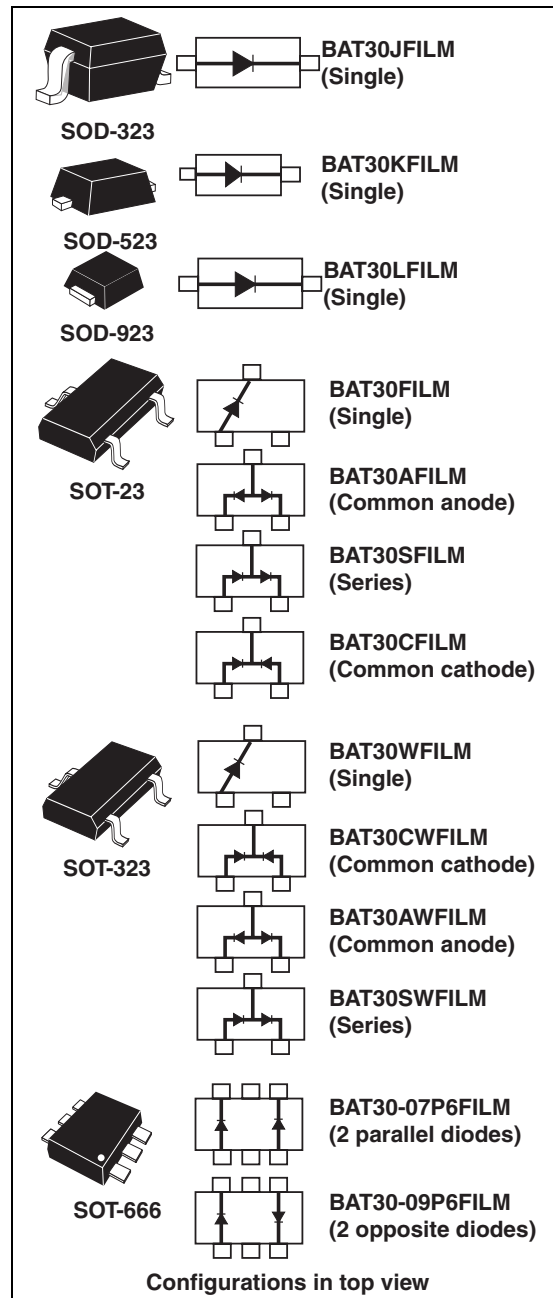 BAT30JFILM
(Single)
SOD-323
BAT30KFILM
(Single)
SOD-523
BAT30LFILM
(Single)
SOD-923
BAT30FILM
(Single)
SOT-23
BAT30AFILM
(Common anode)
BAT30SFILM
(Series)
BAT30CFILM
(Common cathode)
BAT30WFILM
(Single)
SOT-323
BAT30CWFILM
(Common cathode)
BAT30AWFILM
(Common anode)
BAT30SWFILM
(Series)
BAT30-07P6FILM
(2 parallel diodes)
SOT-666
BAT30-09P6FILM
(2 opposite diodes)
Configurations in top view